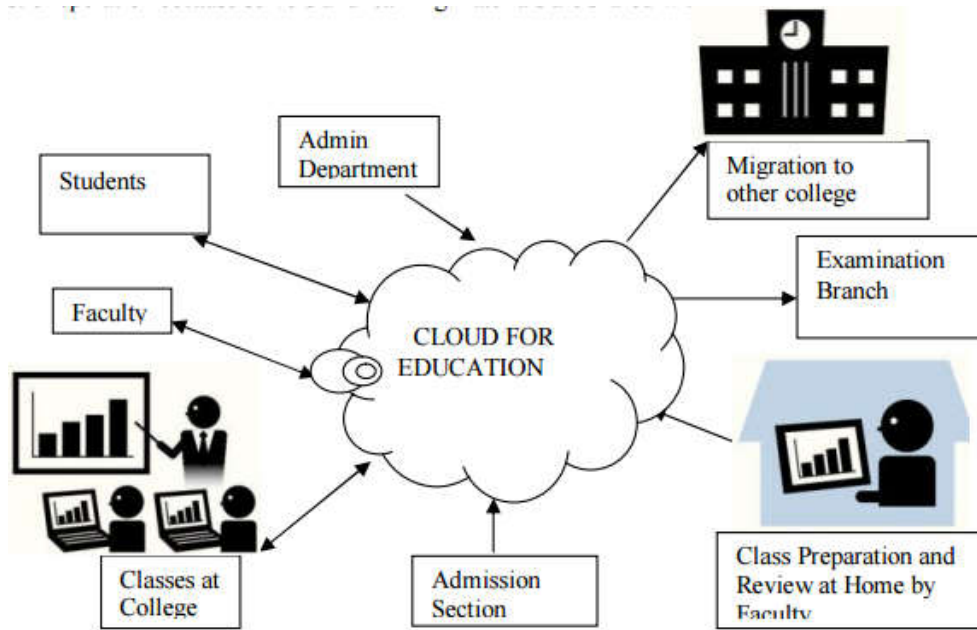 Admin
Department
Students
Migration to
other college
Examination
Branch
Faculty
CLOUD FOR
EDUCATION
Classes at
College
Admission
Section
Class Preparation and
Review at Home by
Faculty